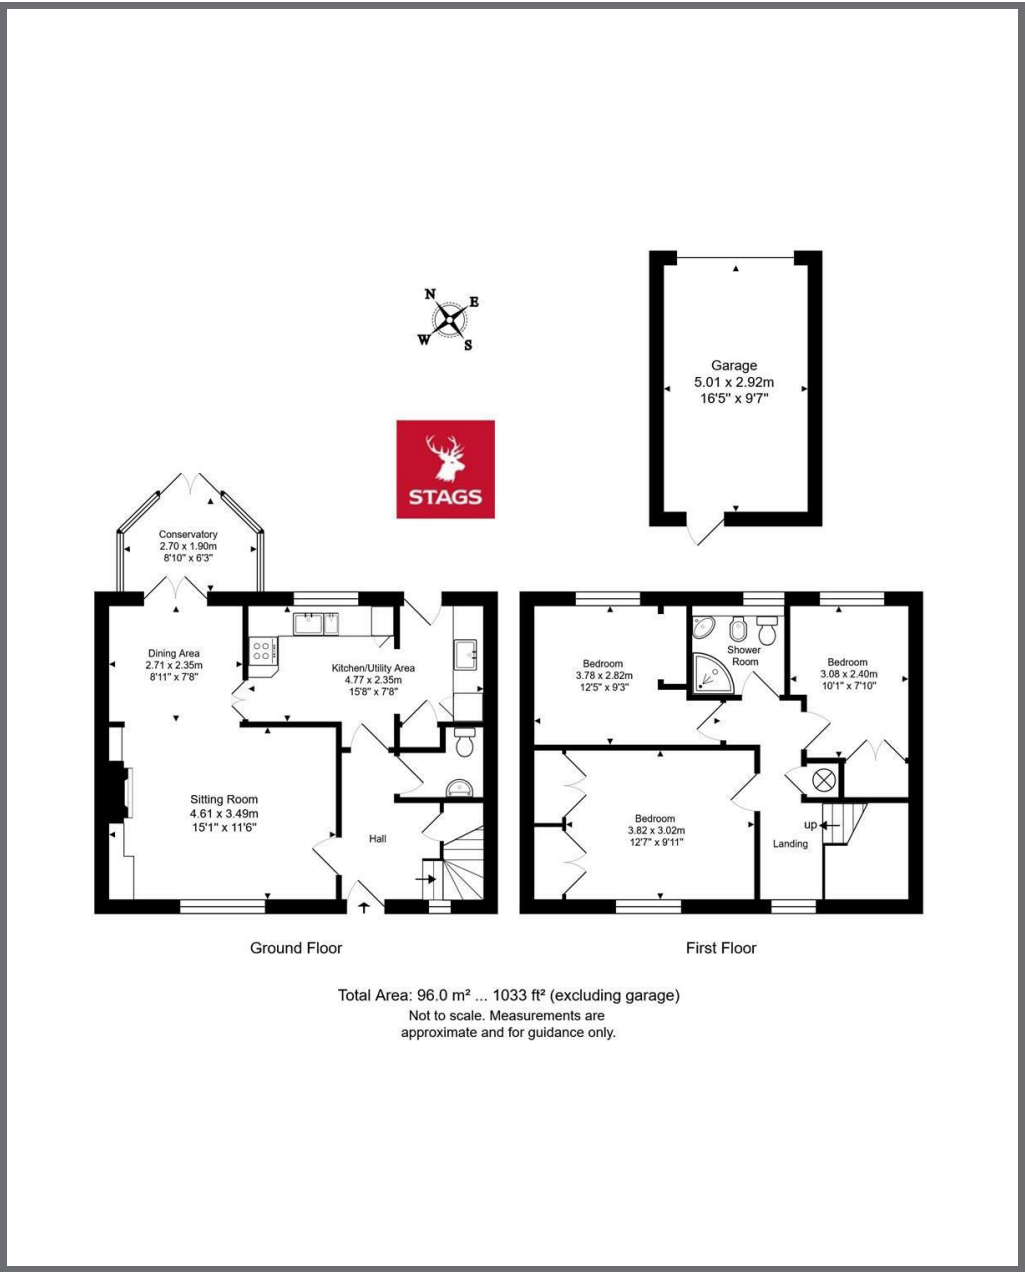 Garage
5.01 x 2.92m
16'5" x 9'7"
N
E
W
S
STAGS
Conservatory
2.70 x 1.90m
8'10" x 6'3"
Dining Area
2.71 x 2.35m
8'11" x 7'8"
Kitchen/Utility Area
4.77 x 2.35m
15'8" x 7'8"
Sitting Room
4.61 x 3.49m
15'1" x 11'6"
Hall
Ground Floor
Bedroom
3.78 x 2.82m
12'5" x 9'3"
Shower
Room
Bedroom
3.08 x 2.40m
10'1" x 7'10"
Bedroom
3.82 x 3.02m
12'7" x 9'11"
up
Landing
First Floor
Total Area: 96.0 m² ... 1033 ft² (excluding garage)
Not to scale. Measurements are
approximate and for guidance only.